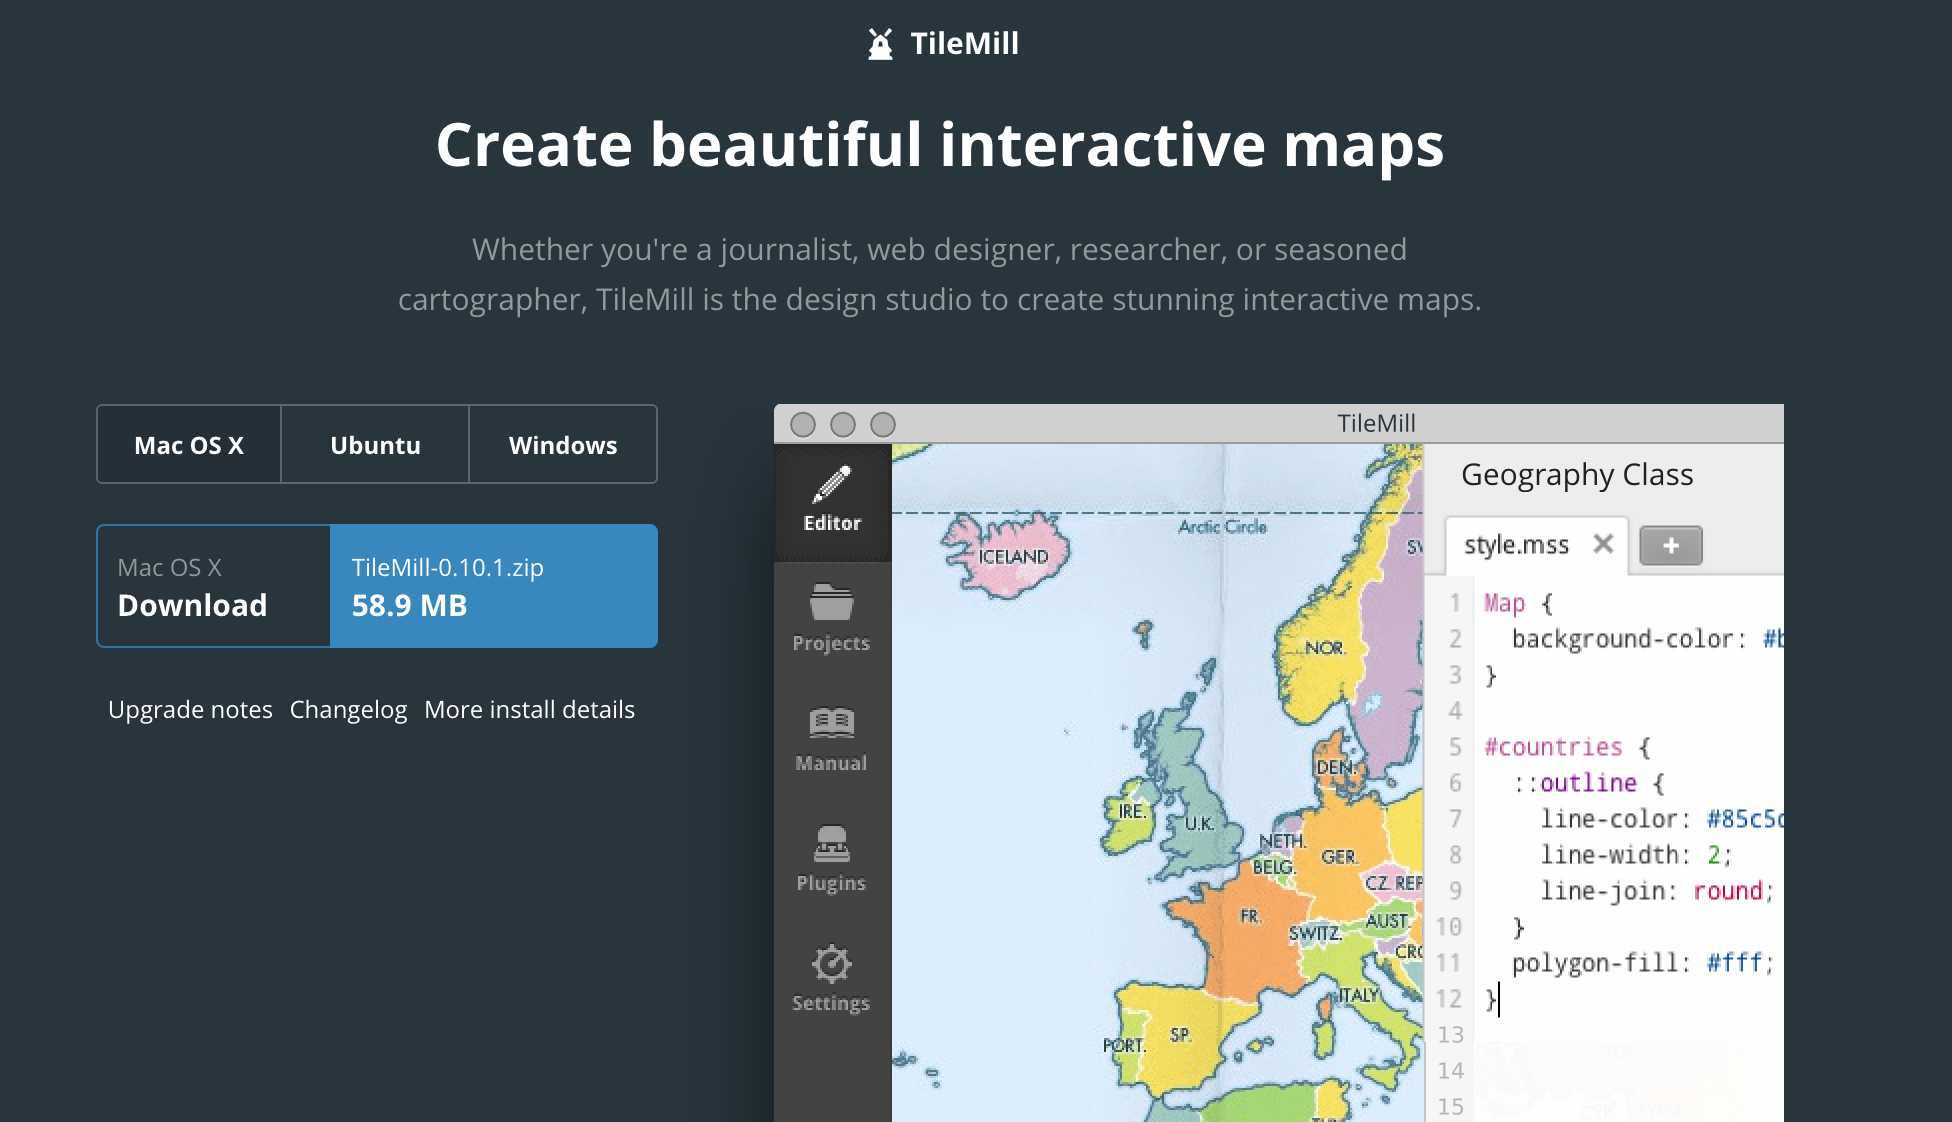 TileMill
Create beautiful interactive maps
Whether you're a journalist, web designer, researcher, or seasoned
cartographer, TileMill is the design studio to create stunning interactive maps.
Mac OS X
Ubuntu
Windows
Mac OS X
Download
TileMill-0.10.1.zip
58.9 MB
Upgrade notes Changelog More install details
TileMill
Editor
Projects
Manual
Plugins
Settings
Arctic Circle
ICELAND
NOR.
DEN.
IRE.
U.K.
NETH.
BELG.
GER.
CZ. REP
FR.
SWITZ.
AUST.
CRO
ITALY
SP.
PORT.
Geography Class
style.mss
1 Map {
2 background-color: #b
3 }
4
5 #countries {
6 ::outline {
7 line-color: #85c5
8 line-width: 2;
9 line-join: round;
10 }
11 polygon-fill: #fff;
12 }
13
14
15